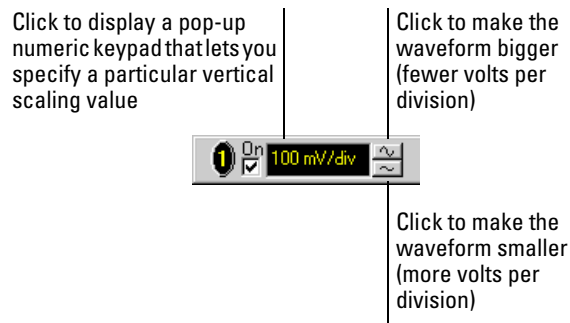 Click to display a pop-up
numeric keypad that lets you
specify a particular vertical
scaling value
Click to make the
waveform bigger
(fewer volts per
division)
1 On 100 mV/div
Click to make the
waveform smaller
(more volts per
division)